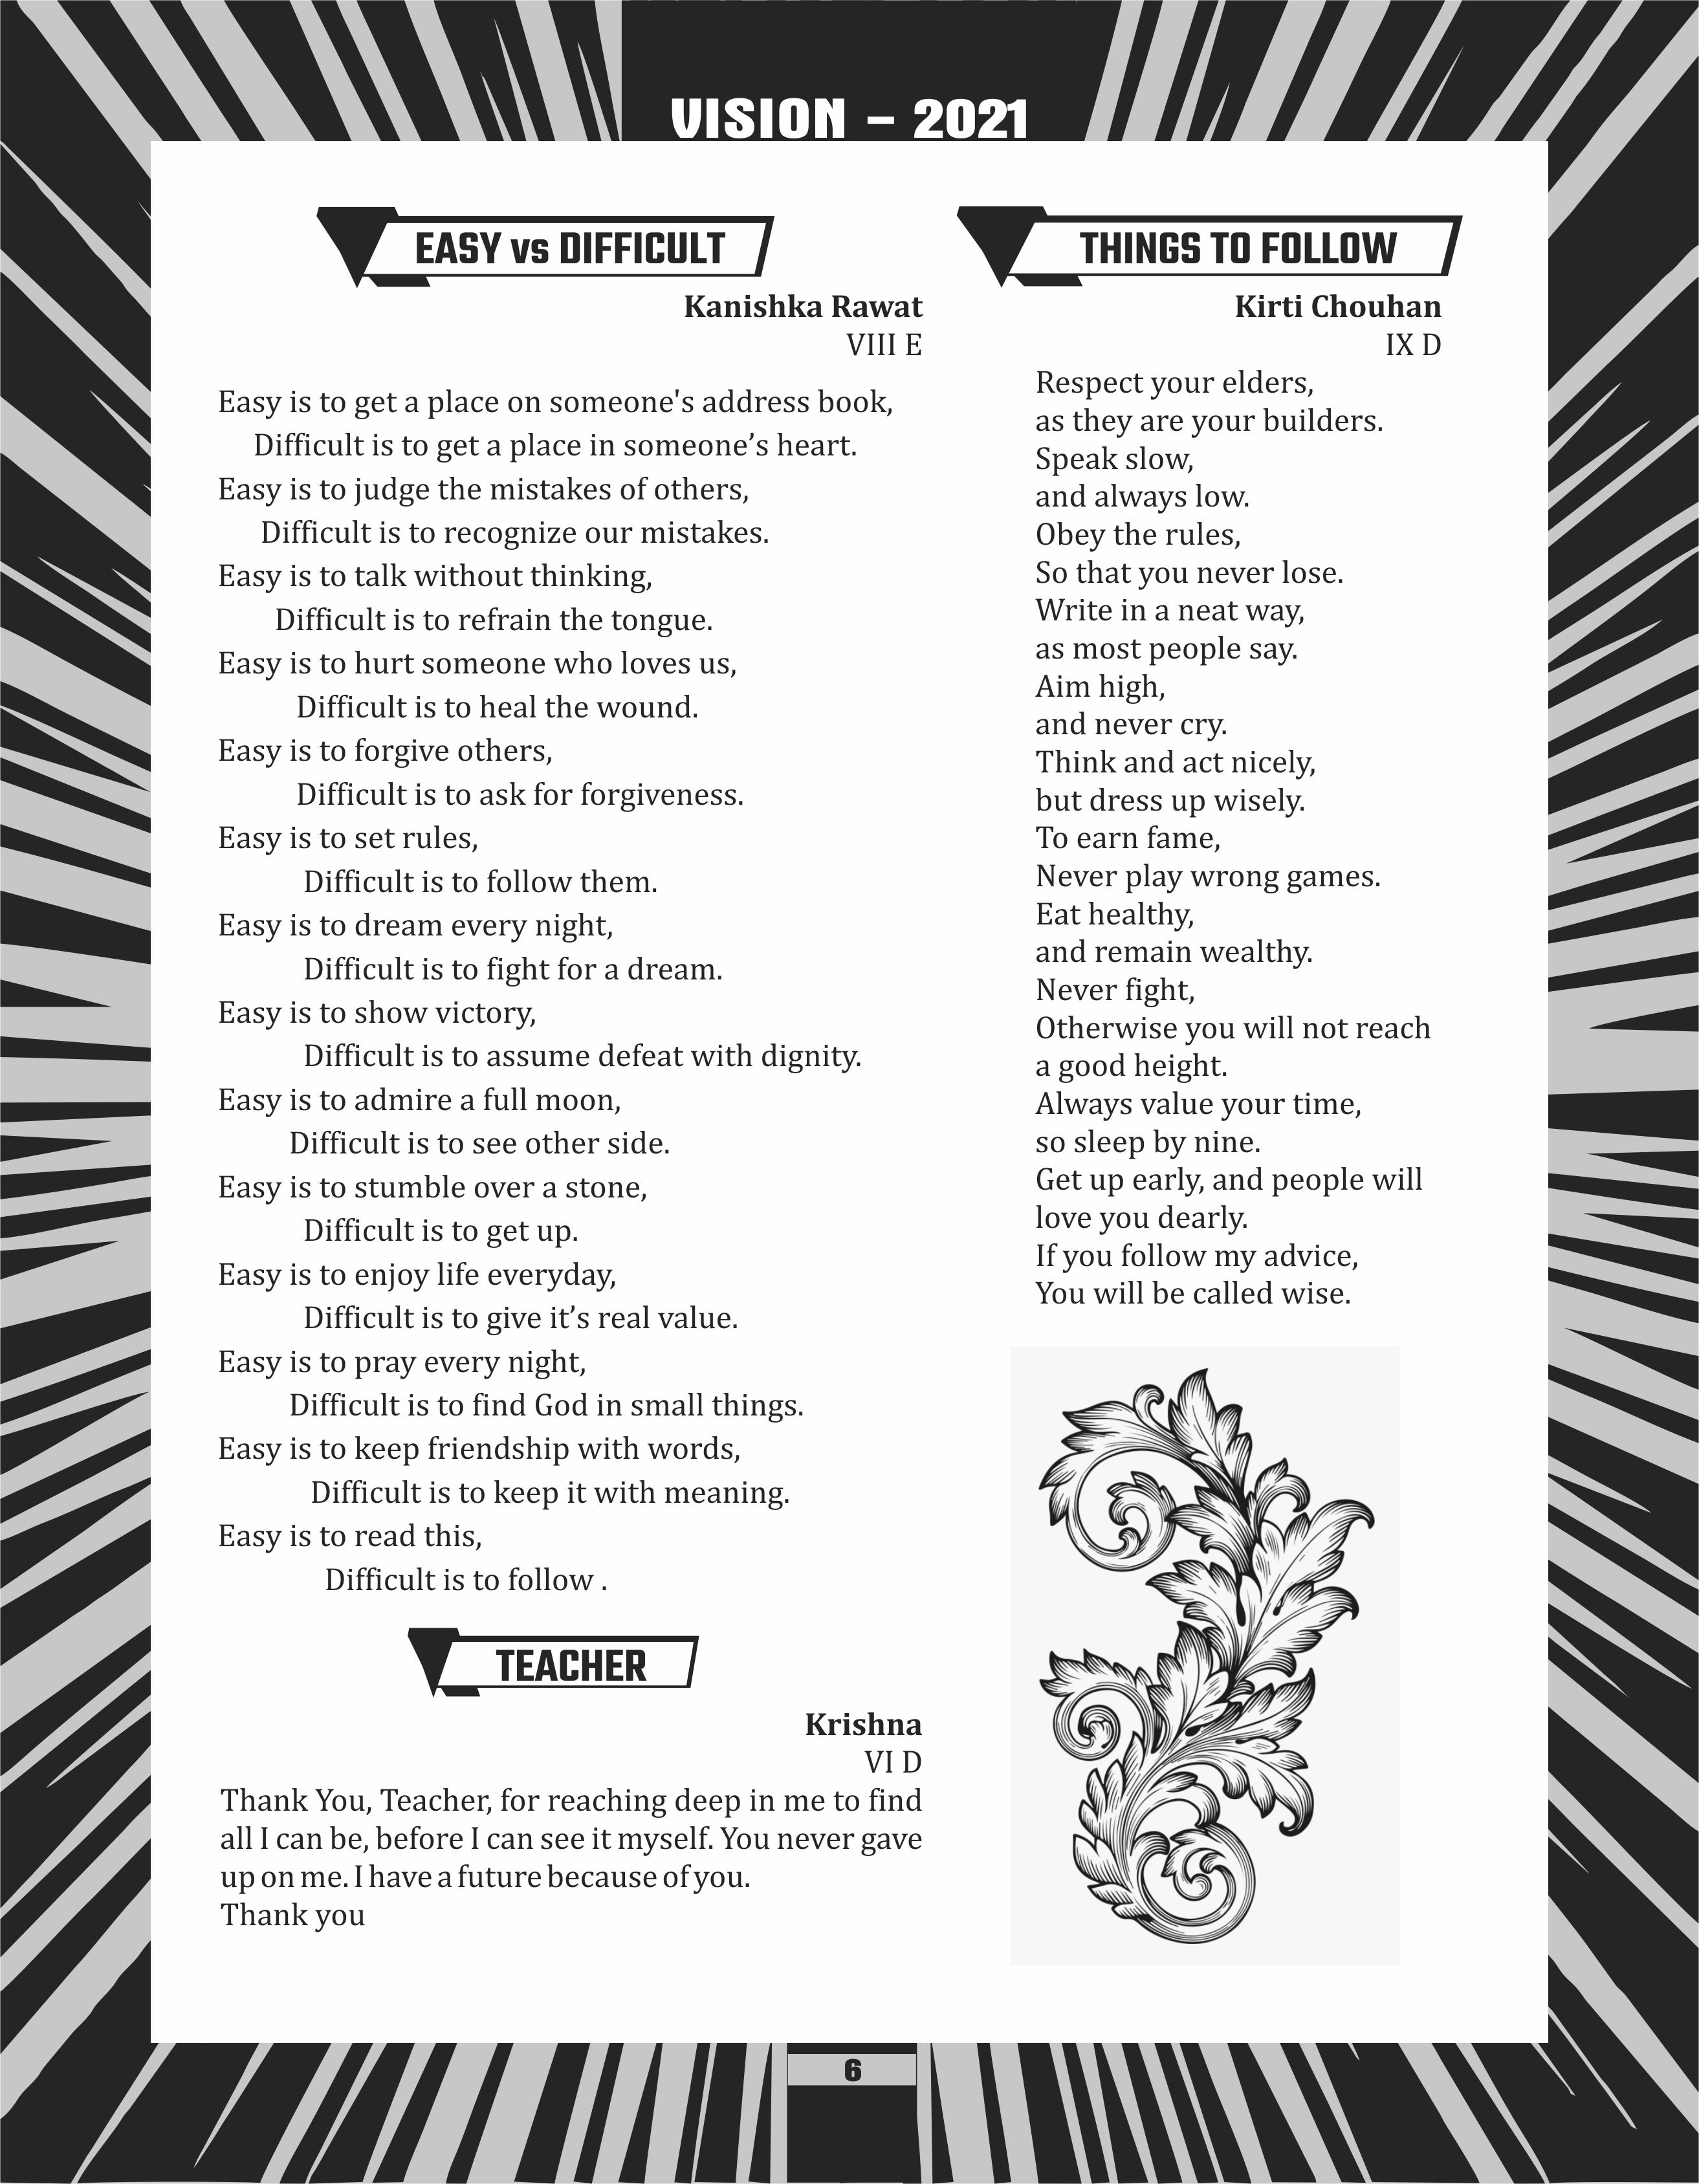 VISION – 2021
EASY vs DIFFICULT
Kanishka Rawat
VIII E
Easy is to get a place on someone's address book,
Difficult is to get a place in someone’s heart.
Easy is to judge the mistakes of others,
Difficult is to recognize our mistakes.
Easy is to talk without thinking,
Difficult is to refrain the tongue.
Easy is to hurt someone who loves us,
Difficult is to heal the wound.
Easy is to forgive others,
Difficult is to ask for forgiveness.
Easy is to set rules,
Difficult is to follow them.
Easy is to dream every night,
Difficult is to fight for a dream.
Easy is to show victory,
Difficult is to assume defeat with dignity.
Easy is to admire a full moon,
Difficult is to see other side.
Easy is to stumble over a stone,
Difficult is to get up.
Easy is to enjoy life everyday,
Difficult is to give it’s real value.
Easy is to pray every night,
Difficult is to find God in small things.
Easy is to keep friendship with words,
Difficult is to keep it with meaning.
Easy is to read this,
Difficult is to follow .
TEACHER
Krishna
VI D
Thank You, Teacher, for reaching deep in me to find
all I can be, before I can see it myself. You never gave
up on me. I have a future because of you.
Thank you
THINGS TO FOLLOW
Kirti Chouhan
IX D
Respect your elders,
as they are your builders.
Speak slow,
and always low.
Obey the rules,
So that you never lose.
Write in a neat way,
as most people say.
Aim high,
and never cry.
Think and act nicely,
but dress up wisely.
To earn fame,
Never play wrong games.
Eat healthy,
and remain wealthy.
Never fight,
Otherwise you will not reach
a good height.
Always value your time,
so sleep by nine.
Get up early, and people will
love you dearly.
If you follow my advice,
You will be called wise.
6